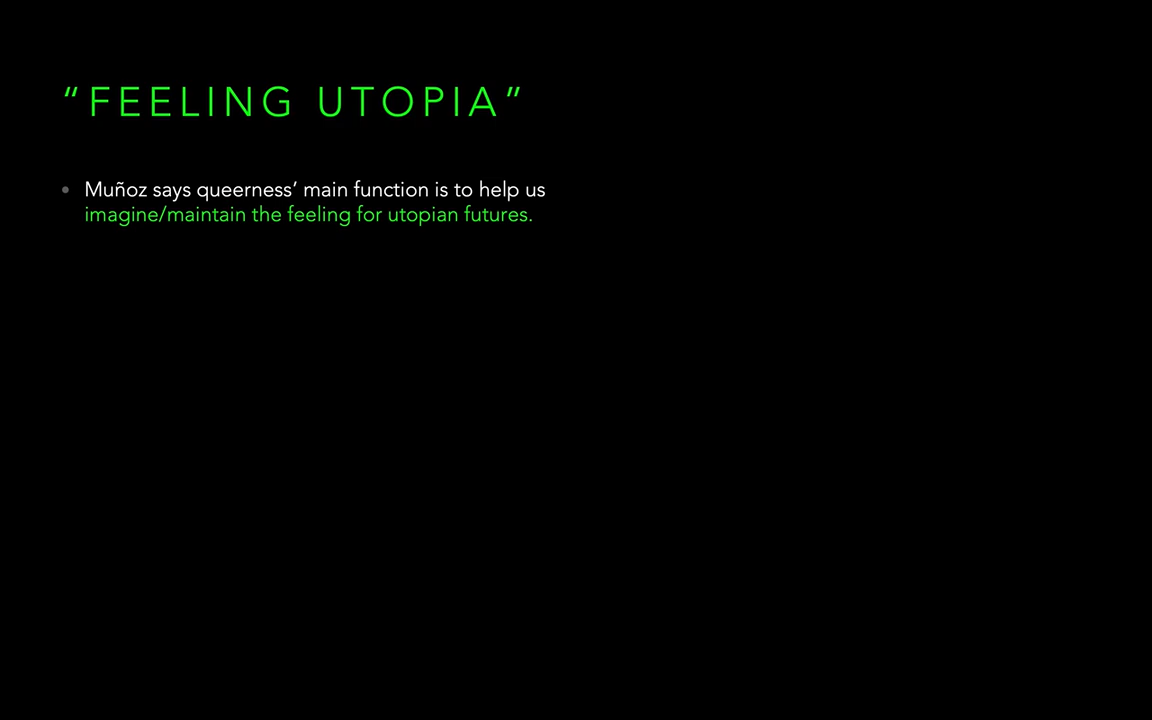 “FEELING UTOPIA”
• Muñoz says queerness’ main function is to help us
imagine/maintain the feeling for utopian futures.